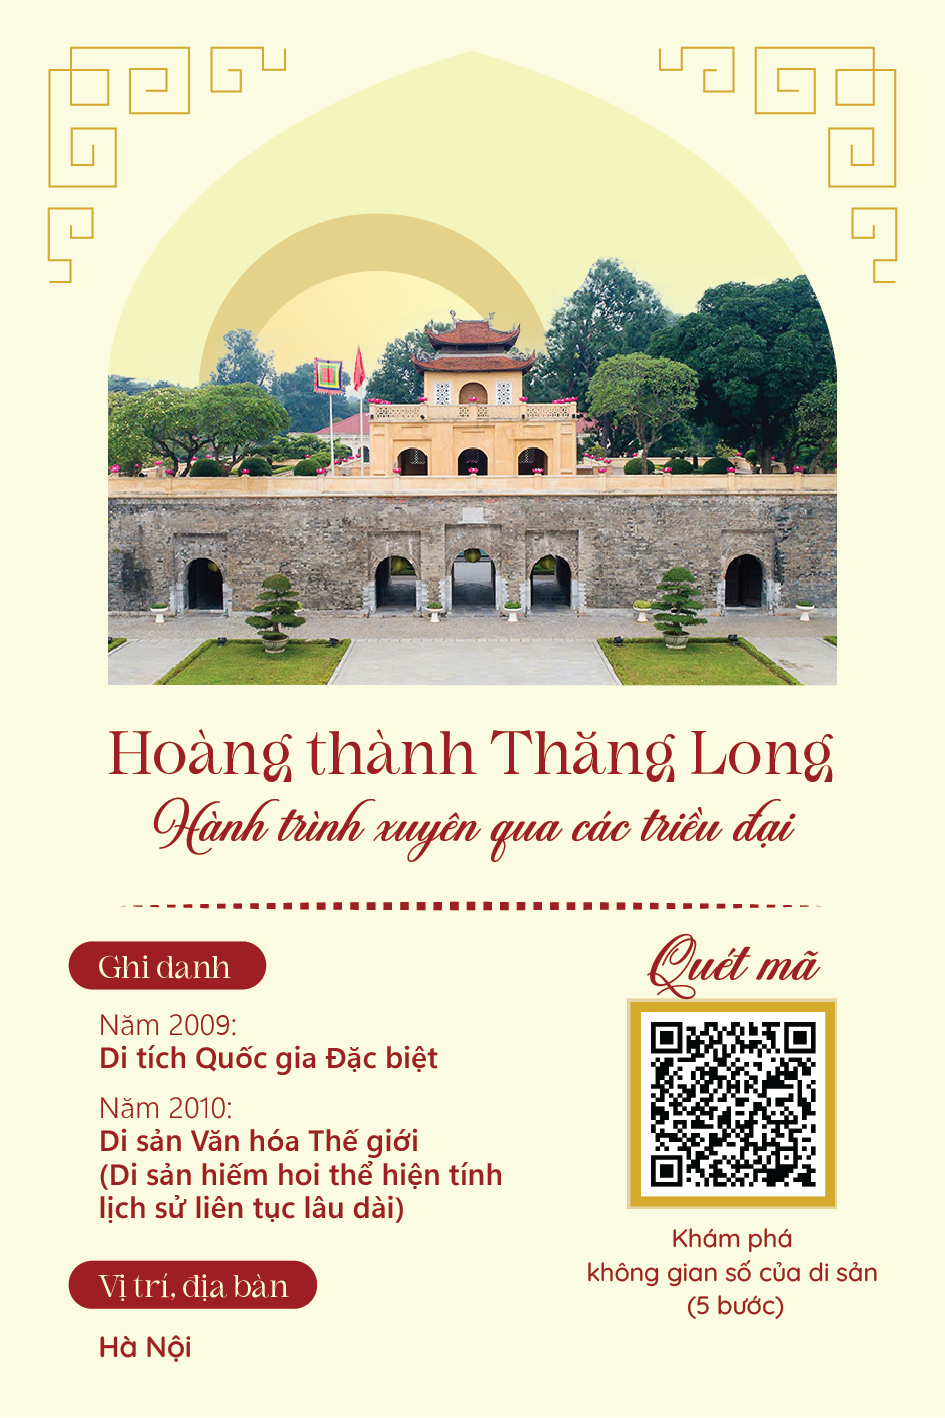 Hoàng thành Thăng Long
Hành trình xuyên qua các triều đại
Ghi danh
Năm 2009:
Di tích Quốc gia Đặc biệt
Năm 2010:
Di sản Văn hóa Thế giới
(Di sản hiếm hoi thể hiện tính
lịch sử liên tục lâu dài)
Vị trí, địa bàn
Hà Nội
Quét mã
Khám phá
không gian số của di sản
(5 bước)